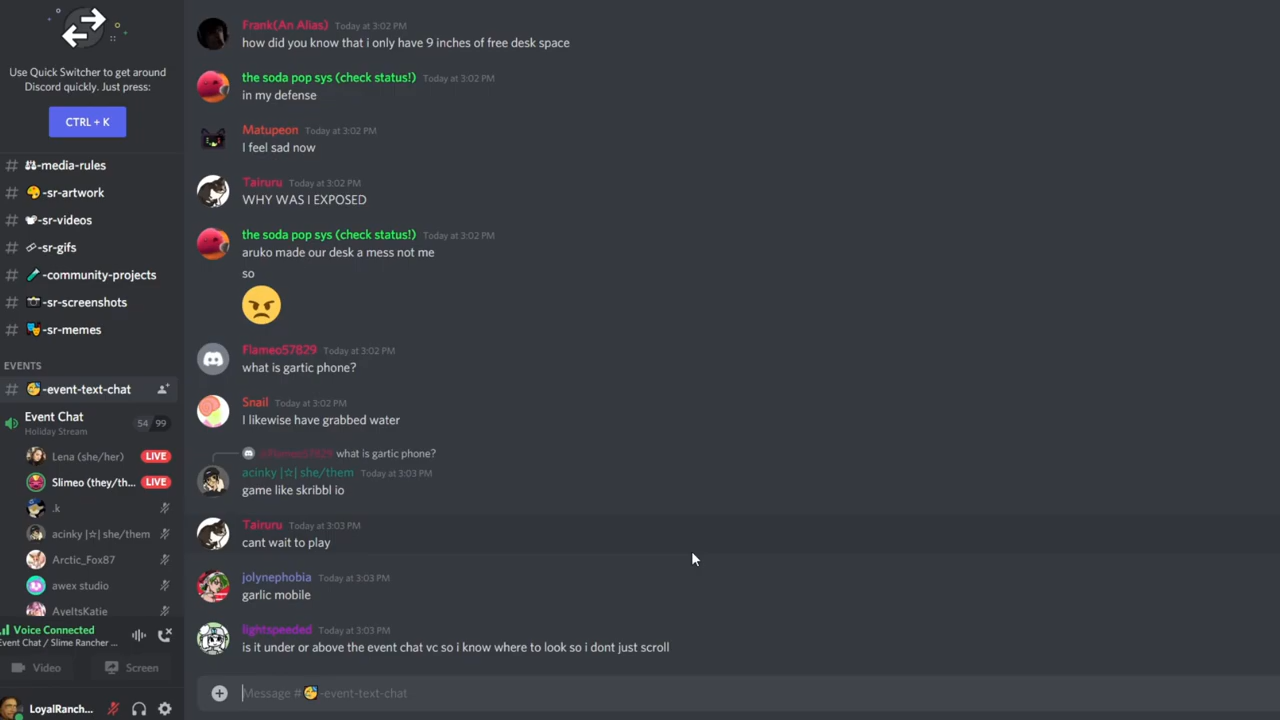 Use Quick Switcher to get around
Discord quickly. Just press:
CTRL + K
# -media-rules
# -sr-artwork
# -sr-videos
# -sr-gifs
# -community-projects
# -sr-screenshots
# -sr-memes
EVENTS
# -event-text-chat
Event Chat 54 99
Holiday Stream
Lena (she/her) LIVE
Slimeo (they/th... LIVE
.k
acinky |☆| she/them
Arctic_Fox87
awex studio
AveItsKatie
Voice Connected
Event Chat / Slime Rancher ...
Video Screen
LoyalRanch...
Frank(An Alias) Today at 3:02 PM
how did you know that i only have 9 inches of free desk space
the soda pop sys (check status!) Today at 3:02 PM
in my defense
Matupeon Today at 3:02 PM
I feel sad now
Tairuru Today at 3:02 PM
WHY WAS I EXPOSED
the soda pop sys (check status!) Today at 3:02 PM
aruko made our desk a mess not me
so
Flameo57829 Today at 3:02 PM
what is gartic phone?
Snail Today at 3:02 PM
I likewise have grabbed water
@Flameo57829 what is gartic phone?
acinky |☆| she/them Today at 3:03 PM
game like skribbl io
Tairuru Today at 3:03 PM
cant wait to play
jolynephobia Today at 3:03 PM
garlic mobile
lightspeeded Today at 3:03 PM
is it under or above the event chat vc so i know where to look so i dont just scroll
Message #-event-text-chat